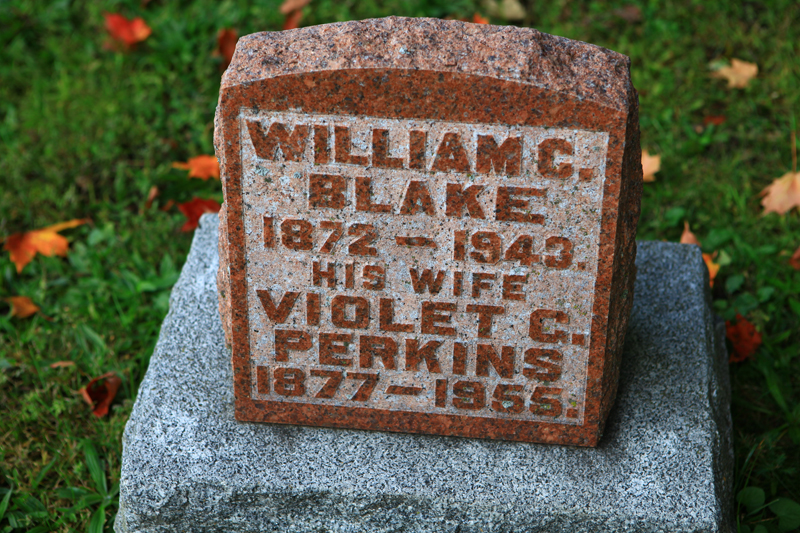 WILLIAM C.
BLAKE
1872 – 1943.
HIS WIFE
VIOLET C.
PERKINS
1877 – 1955.